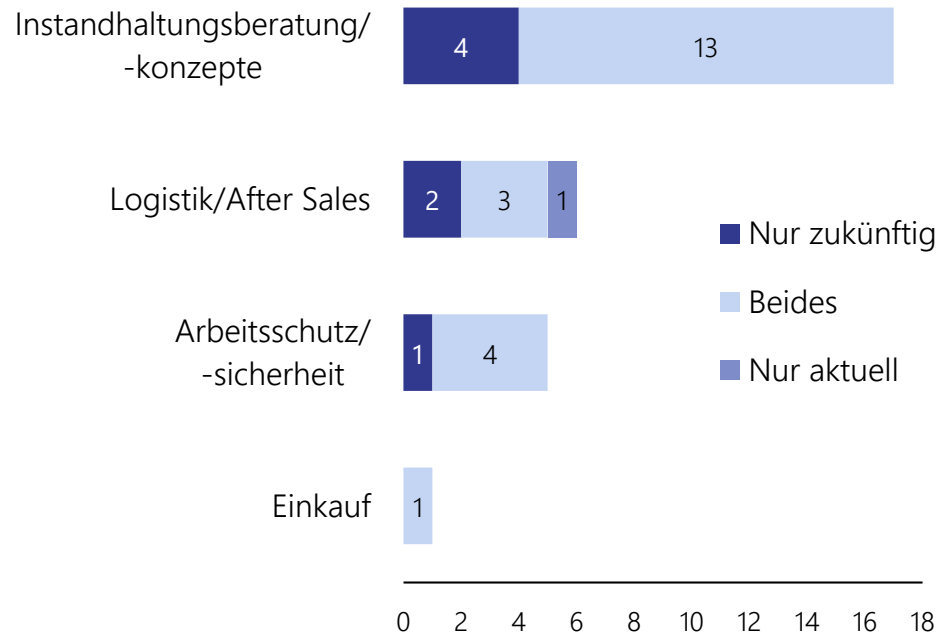 Instandhaltungsberatung/
-konzepte
4 13
Logistik/After Sales
2 3 1
Nur zukünftig
Beides
Nur aktuell
Arbeitsschutz/
-sicherheit
1 4
Einkauf
1
0 2 4 6 8 10 12 14 16 18